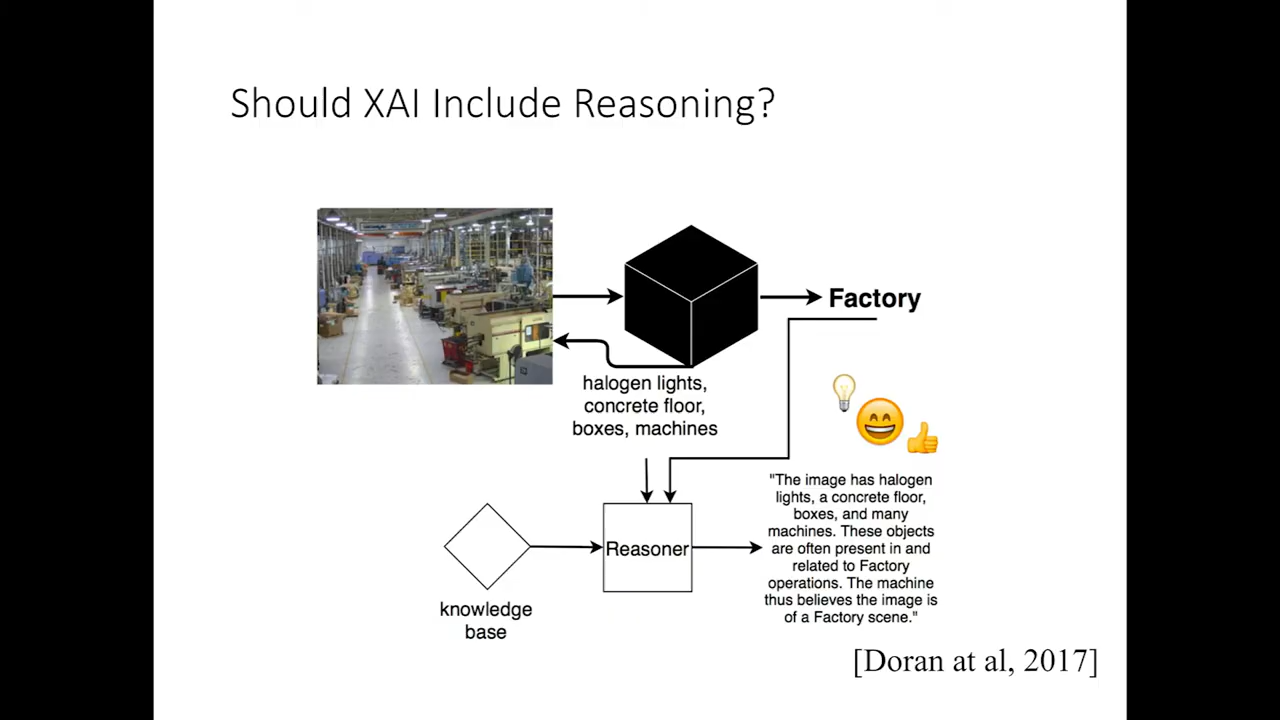 Should XAI Include Reasoning?
Factory
halogen lights,
concrete floor,
boxes, machines
"The image has halogen
lights, a concrete floor,
boxes, and many
machines. These objects
are often present in and
related to Factory
operations. The machine
thus believes the image is
of a Factory scene."
Reasoner
knowledge
base
[Doran at al, 2017]